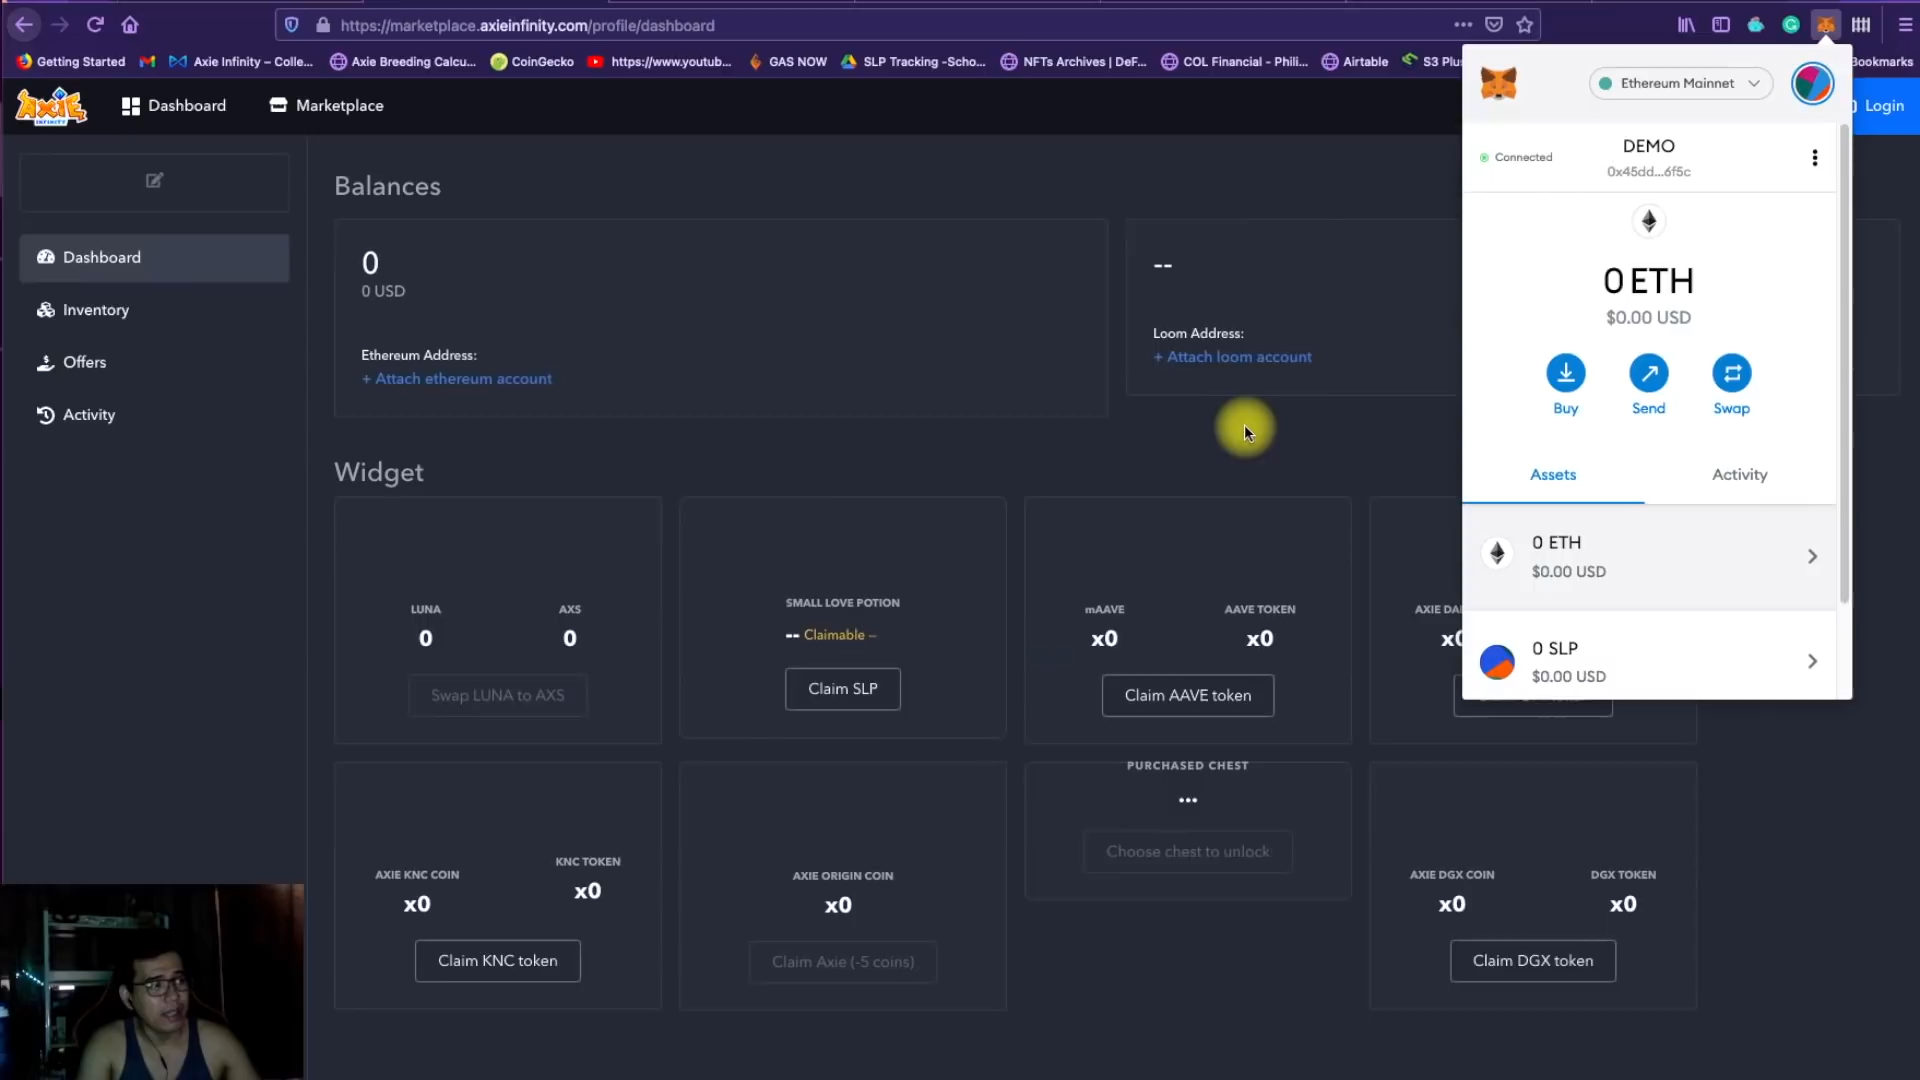 https://marketplace.axieinfinity.com/profile/dashboard
Getting Started
Axie Infinity – Colle...
Axie Breeding Calcu...
CoinGecko
https://www.youtub...
GAS NOW
SLP Tracking -Scho...
NFTs Archives | DeF...
COL Financial - Phili...
Airtable
S3 Plu
Bookmarks
AXIE
INFINITY
Dashboard
Marketplace
Login
Dashboard
Inventory
Offers
Activity
Balances
0
0 USD
Ethereum Address:
+ Attach ethereum account
--
Loom Address:
+ Attach loom account
Widget
LUNA
0
AXS
0
Swap LUNA to AXS
SMALL LOVE POTION
-- Claimable –
Claim SLP
mAAVE
x0
AAVE TOKEN
x0
Claim AAVE token
AXIE DA
x0
AXIE KNC COIN
x0
KNC TOKEN
x0
Claim KNC token
AXIE ORIGIN COIN
x0
Claim Axie (-5 coins)
PURCHASED CHEST
...
Choose chest to unlock
AXIE DGX COIN
x0
DGX TOKEN
x0
Claim DGX token
Ethereum Mainnet
Connected
DEMO
0x45dd...6f5c
0 ETH
$0.00 USD
Buy
Send
Swap
Assets
Activity
0 ETH
$0.00 USD
0 SLP
$0.00 USD